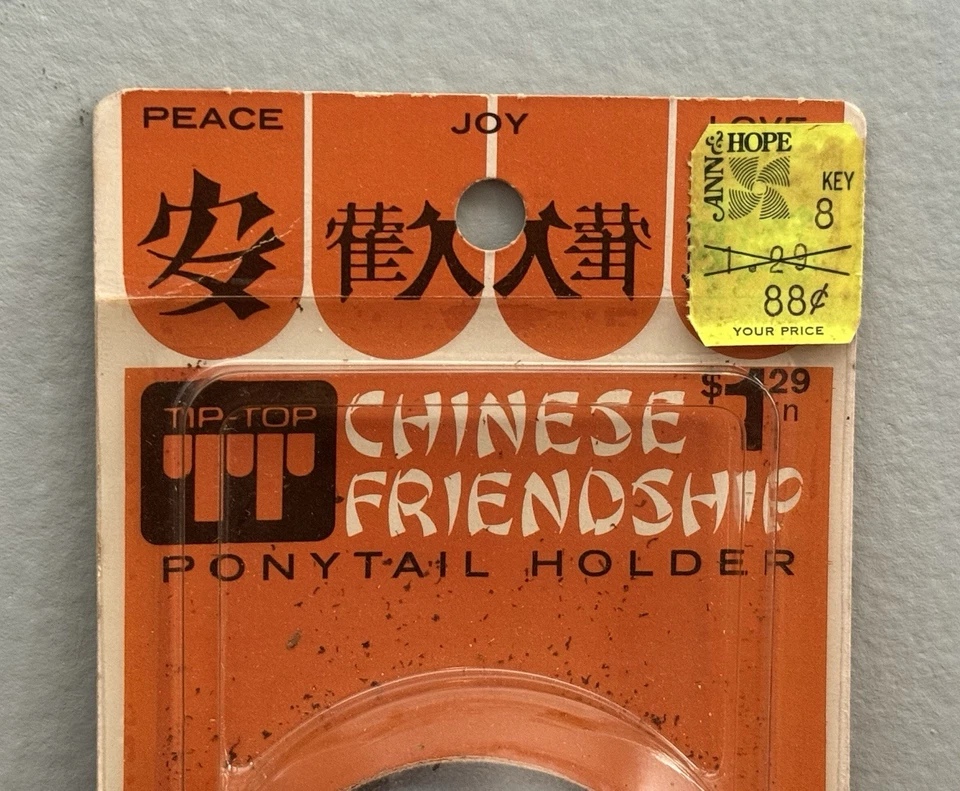 PEACE
JOY
LOVE
安
歡
ANN & HOPE
KEY
8
1.29
88¢
YOUR PRICE
TIP-TOP
$1 29
CHINESE
FRIENDSHIP
PONYTAIL HOLDER